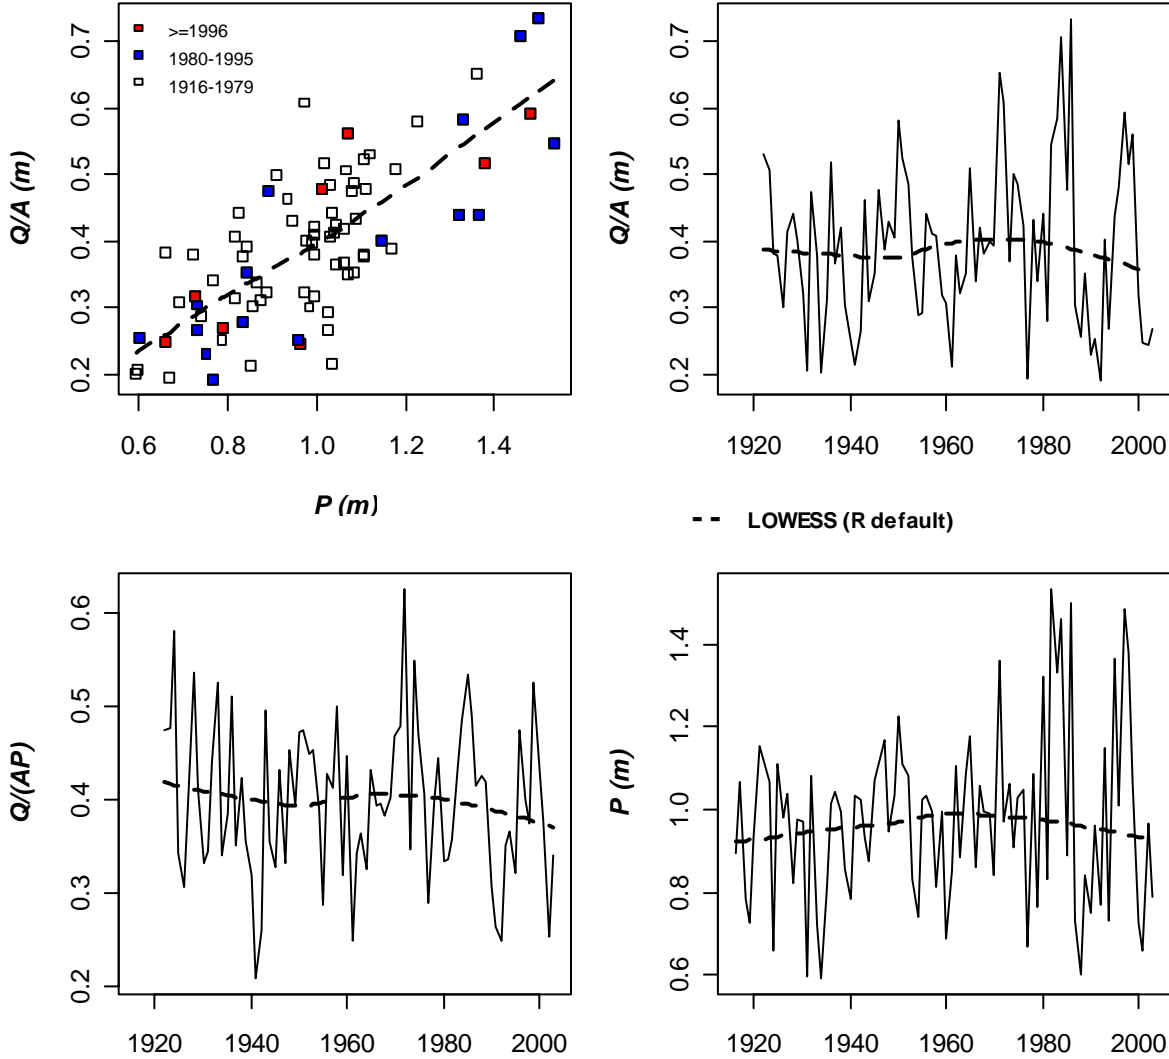 >=1996
1980-1995
1916-1979
Q/A (m)
0.2 0.3 0.4 0.5 0.6 0.7
0.6 0.8 1.0 1.2 1.4
P (m)
Q/A (m)
0.2 0.3 0.4 0.5 0.6 0.7
1920 1940 1960 1980 2000
LOWESS (R default)
Q/(AP)
0.2 0.3 0.4 0.5 0.6
1920 1940 1960 1980 2000
P (m)
0.6 0.8 1.0 1.2 1.4
1920 1940 1960 1980 2000